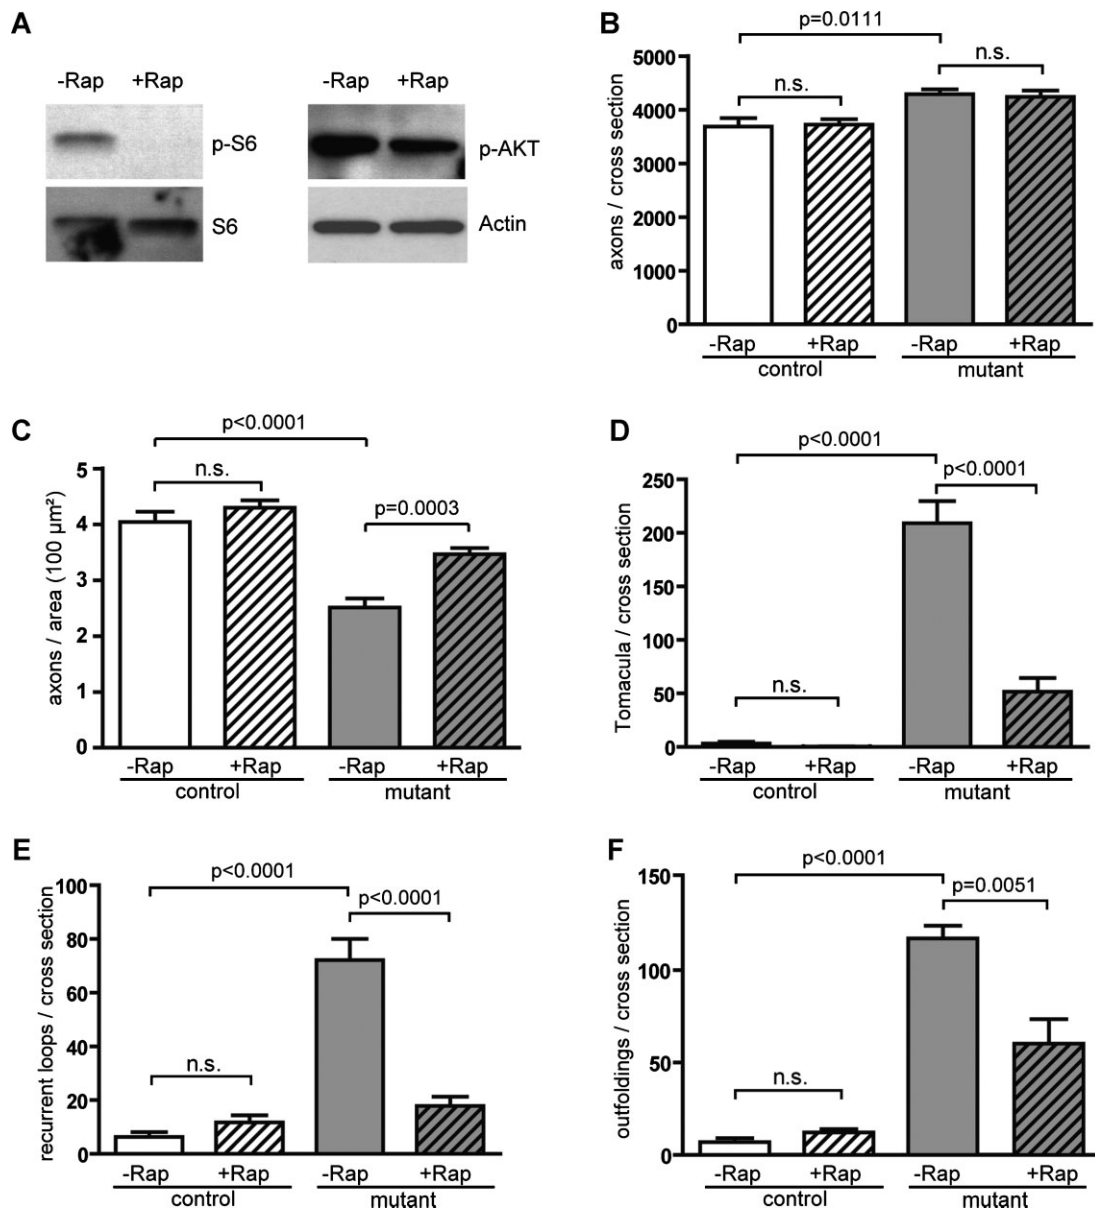 A
-Rap +Rap
-Rap +Rap
p-S6
p-AKT
S6
Actin
B
p=0.0111
n.s.
n.s.
5000
4000
3000
2000
1000
0
axons / cross section
-Rap +Rap -Rap +Rap
control mutant
C
p<0.0001
n.s.
p=0.0003
5
4
3
2
1
0
axons / area (100 µm²)
-Rap +Rap -Rap +Rap
control mutant
D
p<0.0001
p<0.0001
n.s.
250
200
150
100
50
0
Tomacula / cross section
-Rap +Rap -Rap +Rap
control mutant
E
p<0.0001
p<0.0001
n.s.
100
80
60
40
20
0
recurrent loops / cross section
-Rap +Rap -Rap +Rap
control mutant
F
p<0.0001
p=0.0051
n.s.
150
100
50
0
outfoldings / cross section
-Rap +Rap -Rap +Rap
control mutant